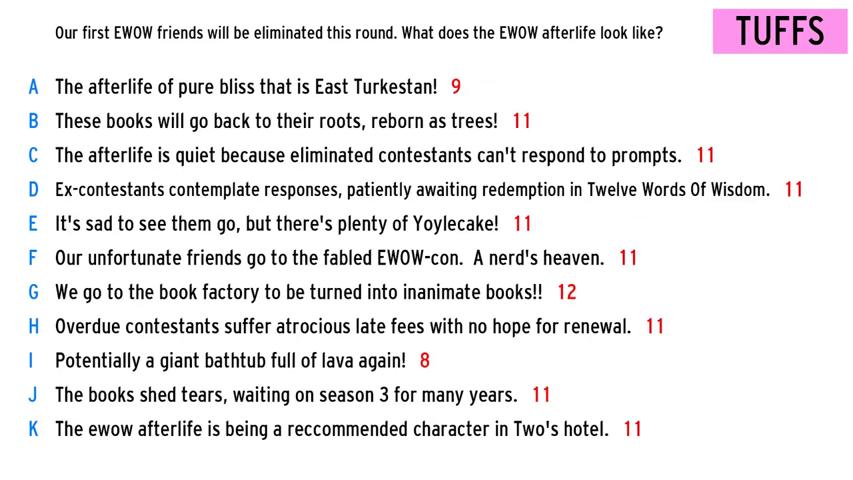 Our first EWOW friends will be eliminated this round. What does the EWOW afterlife look like?
TUFFS
A The afterlife of pure bliss that is East Turkestan! 9
B These books will go back to their roots, reborn as trees! 11
C The afterlife is quiet because eliminated contestants can't respond to prompts. 11
D Ex-contestants contemplate responses, patiently awaiting redemption in Twelve Words Of Wisdom. 11
E It's sad to see them go, but there's plenty of Yoylecake! 11
F Our unfortunate friends go to the fabled EWOW-con. A nerd's heaven. 11
G We go to the book factory to be turned into inanimate books!! 12
H Overdue contestants suffer atrocious late fees with no hope for renewal. 11
I Potentially a giant bathtub full of lava again! 8
J The books shed tears, waiting on season 3 for many years. 11
K The ewow afterlife is being a reccommended character in Two's hotel. 11